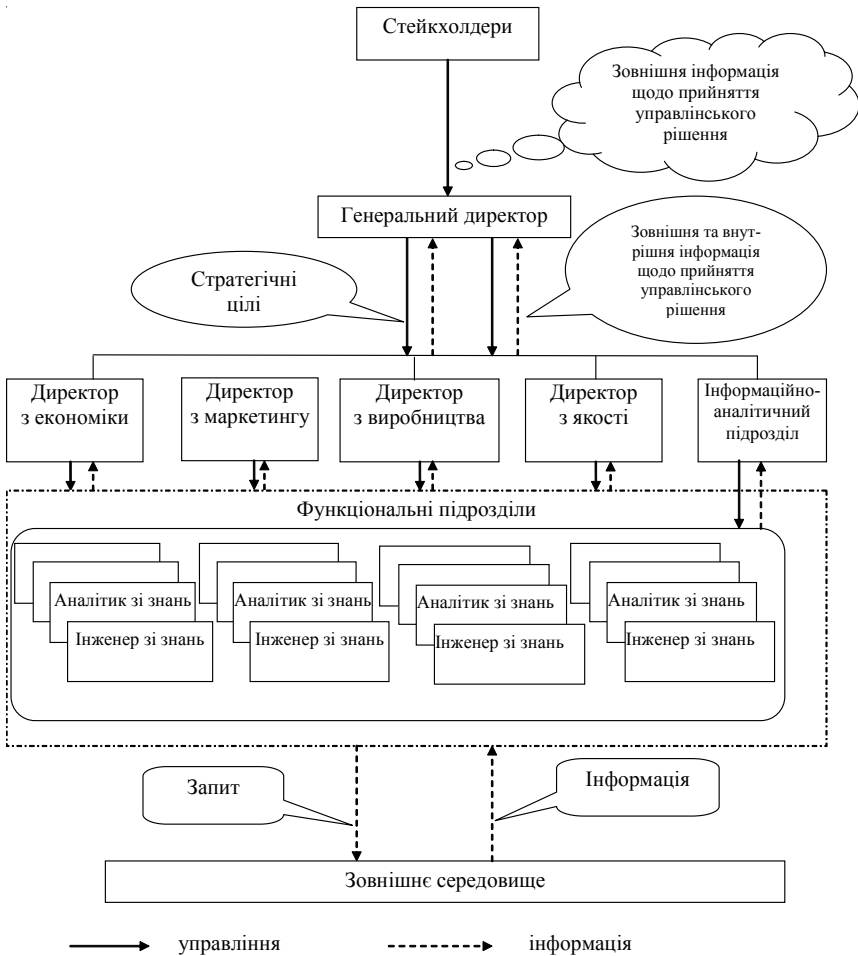 Стейкхолдери
Зовнішня інформація
щодо прийняття
управлінського
рішення
Генеральний директор
Стратегічні
цілі
Зовнішня та внут-
рішня інформація
щодо прийняття
управлінського
рішення
Директор
з економіки
Директор
з маркетингу
Директор
з виробництва
Директор
з якості
Інформаційно-
аналітичний
підрозділ
Функціональні підрозділи
Аналітик зі знань
Інженер зі знань
Аналітик зі знань
Інженер зі знань
Аналітик зі знань
Інженер зі знань
Аналітик зі знань
Інженер зі знань
Запит
Інформація
Зовнішнє середовище
управління
інформація